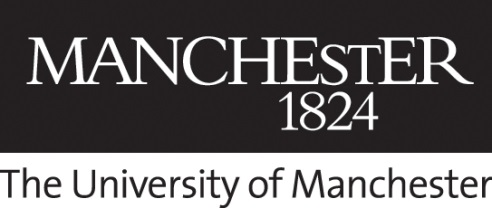 MANCHEsTER
1824
The University of Manchester